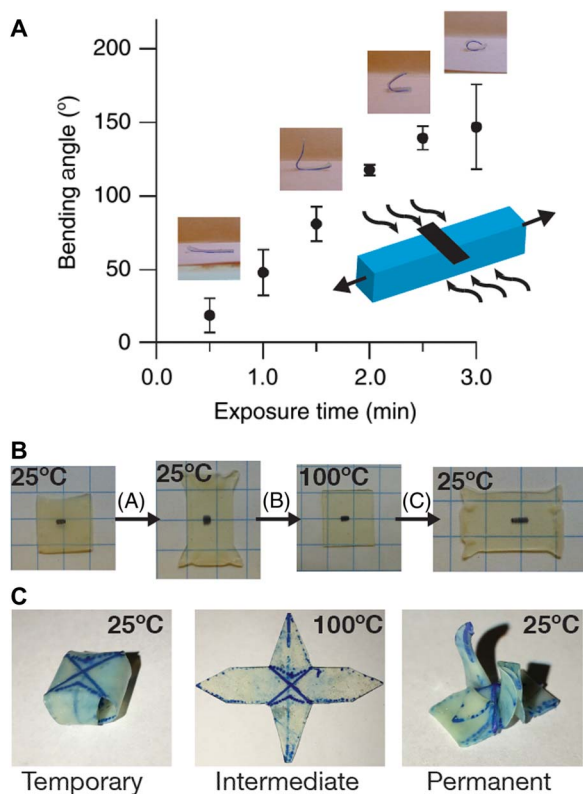 A
200
150
100
50
0
Bending angle (°)
0.0 1.0 2.0 3.0
Exposure time (min)
B
25°C (A) 25°C (B) 100°C (C) 25°C
C
25°C 100°C 25°C
Temporary Intermediate Permanent